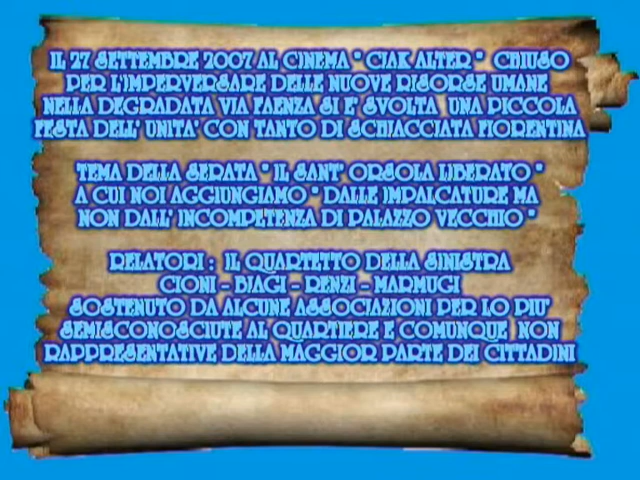 IL 27 SETTEMBRE 2007 AL CINEMA " CIAK ALTER " CHIUSO
PER L'IMPERVERSARE DELLE NUOVE RISORSE UMANE
NELLA DEGRADATA VIA FAENZA SI E' SVOLTA UNA PICCOLA
FESTA DELL' UNITA' CON TANTO DI SCHIACCIATA FIORENTINA
TEMA DELLA SERATA " IL SANT' ORSOLA LIBERATO "
A CUI NOI AGGIUNGIAMO " DALLE IMPALCATURE MA
NON DALL' INCOMPETENZA DI PALAZZO VECCHIO "
RELATORI : IL QUARTETTO DELLA SINISTRA
CIONI - BIAGI - RENZI - MARMUGI
SOSTENUTO DA ALCUNE ASSOCIAZIONI PER LO PIU'
SEMISCONOSCIUTE AL QUARTIERE E COMUNQUE NON
RAPPRESENTATIVE DELLA MAGGIOR PARTE DEI CITTADINI